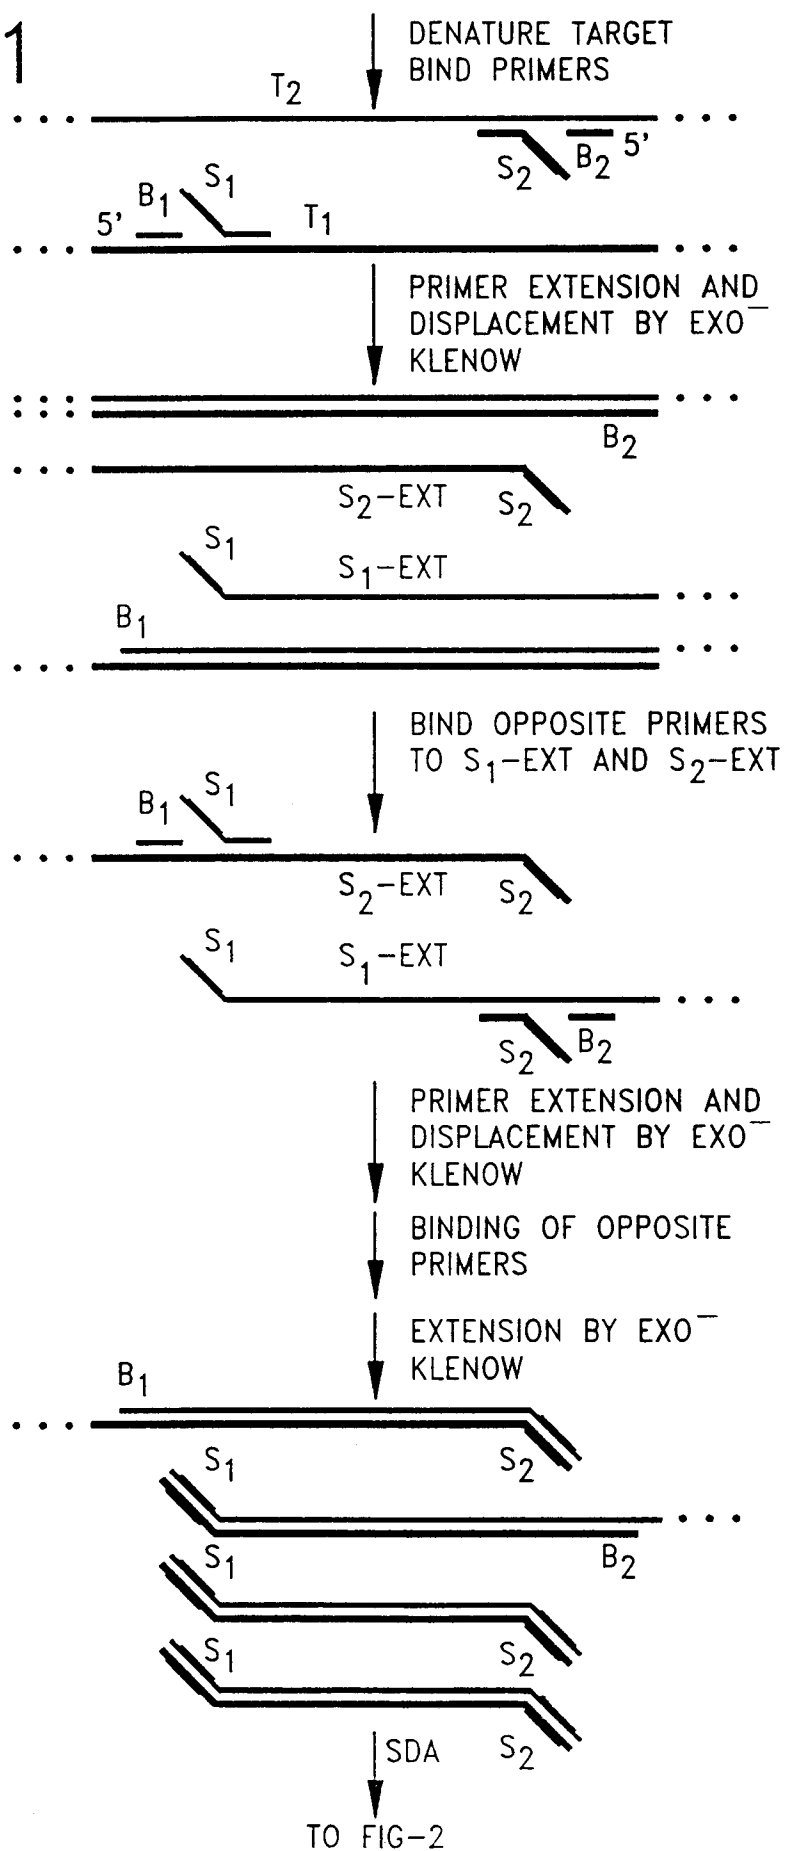 1
DENATURE TARGET
BIND PRIMERS
T2
S2 B2 5'
5' B1 S1 T1
PRIMER EXTENSION AND
DISPLACEMENT BY EXO‾
KLENOW
B2
S2-EXT S2
S1 S1-EXT
B1
BIND OPPOSITE PRIMERS
TO S1-EXT AND S2-EXT
B1 S1
S2-EXT S2
S1 S1-EXT
S2 B2
PRIMER EXTENSION AND
DISPLACEMENT BY EXO‾
KLENOW
BINDING OF OPPOSITE
PRIMERS
EXTENSION BY EXO‾
KLENOW
B1
S1 S2
S1 B2
S1 S2
S2
SDA
TO FIG-2